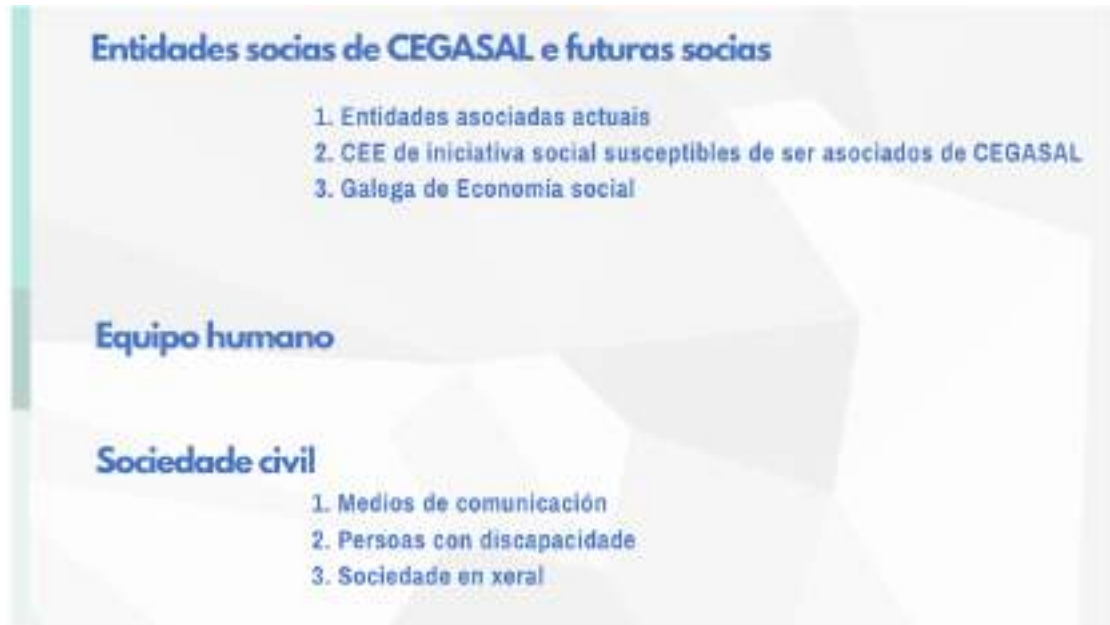 Entidades socias de CEGASAL e futuras socias
1. Entidades asociadas actuais
2. CEE de iniciativa social susceptibles de ser asociados de CEGASAL
3. Galega de Economía social
Equipo humano
Sociedade civil
1. Medios de comunicación
2. Persoas con discapacidade
3. Sociedade en xeral